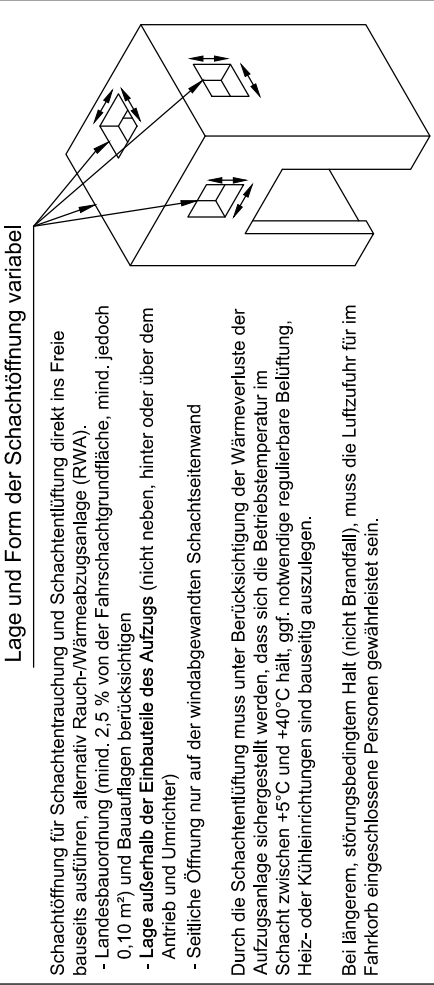 Lage und Form der Schachtöffnung variabel
Schachtöffnung für Schachtentrauchung und Schachtentlüftung direkt ins Freie
bauseits ausführen, alternativ Rauch-/Wärmeabzugsanlage (RWA).
- Landesbauordnung (mind. 2,5 % von der Fahrschachtgrundfläche, mind. jedoch
0,10 m²) und Bauauflagen berücksichtigen
- Lage außerhalb der Einbauteile des Aufzugs (nicht neben, hinter oder über dem
Antrieb und Umrichter)
- Seitliche Öffnung nur auf der windabgewandten Schachtseitenwand
Durch die Schachtentlüftung muss unter Berücksichtigung der Wärmeverluste der
Aufzugsanlage sichergestellt werden, dass sich die Betriebstemperatur im
Schacht zwischen +5°C und +40°C hält, ggf. notwendige regulierbare Belüftung,
Heiz- oder Kühleinrichtungen sind bauseitig auszulegen.
Bei längerem, störungsbedingtem Halt (nicht Brandfall), muss die Luftzufuhr für im
Fahrkorb eingeschlossene Personen gewährleistet sein.